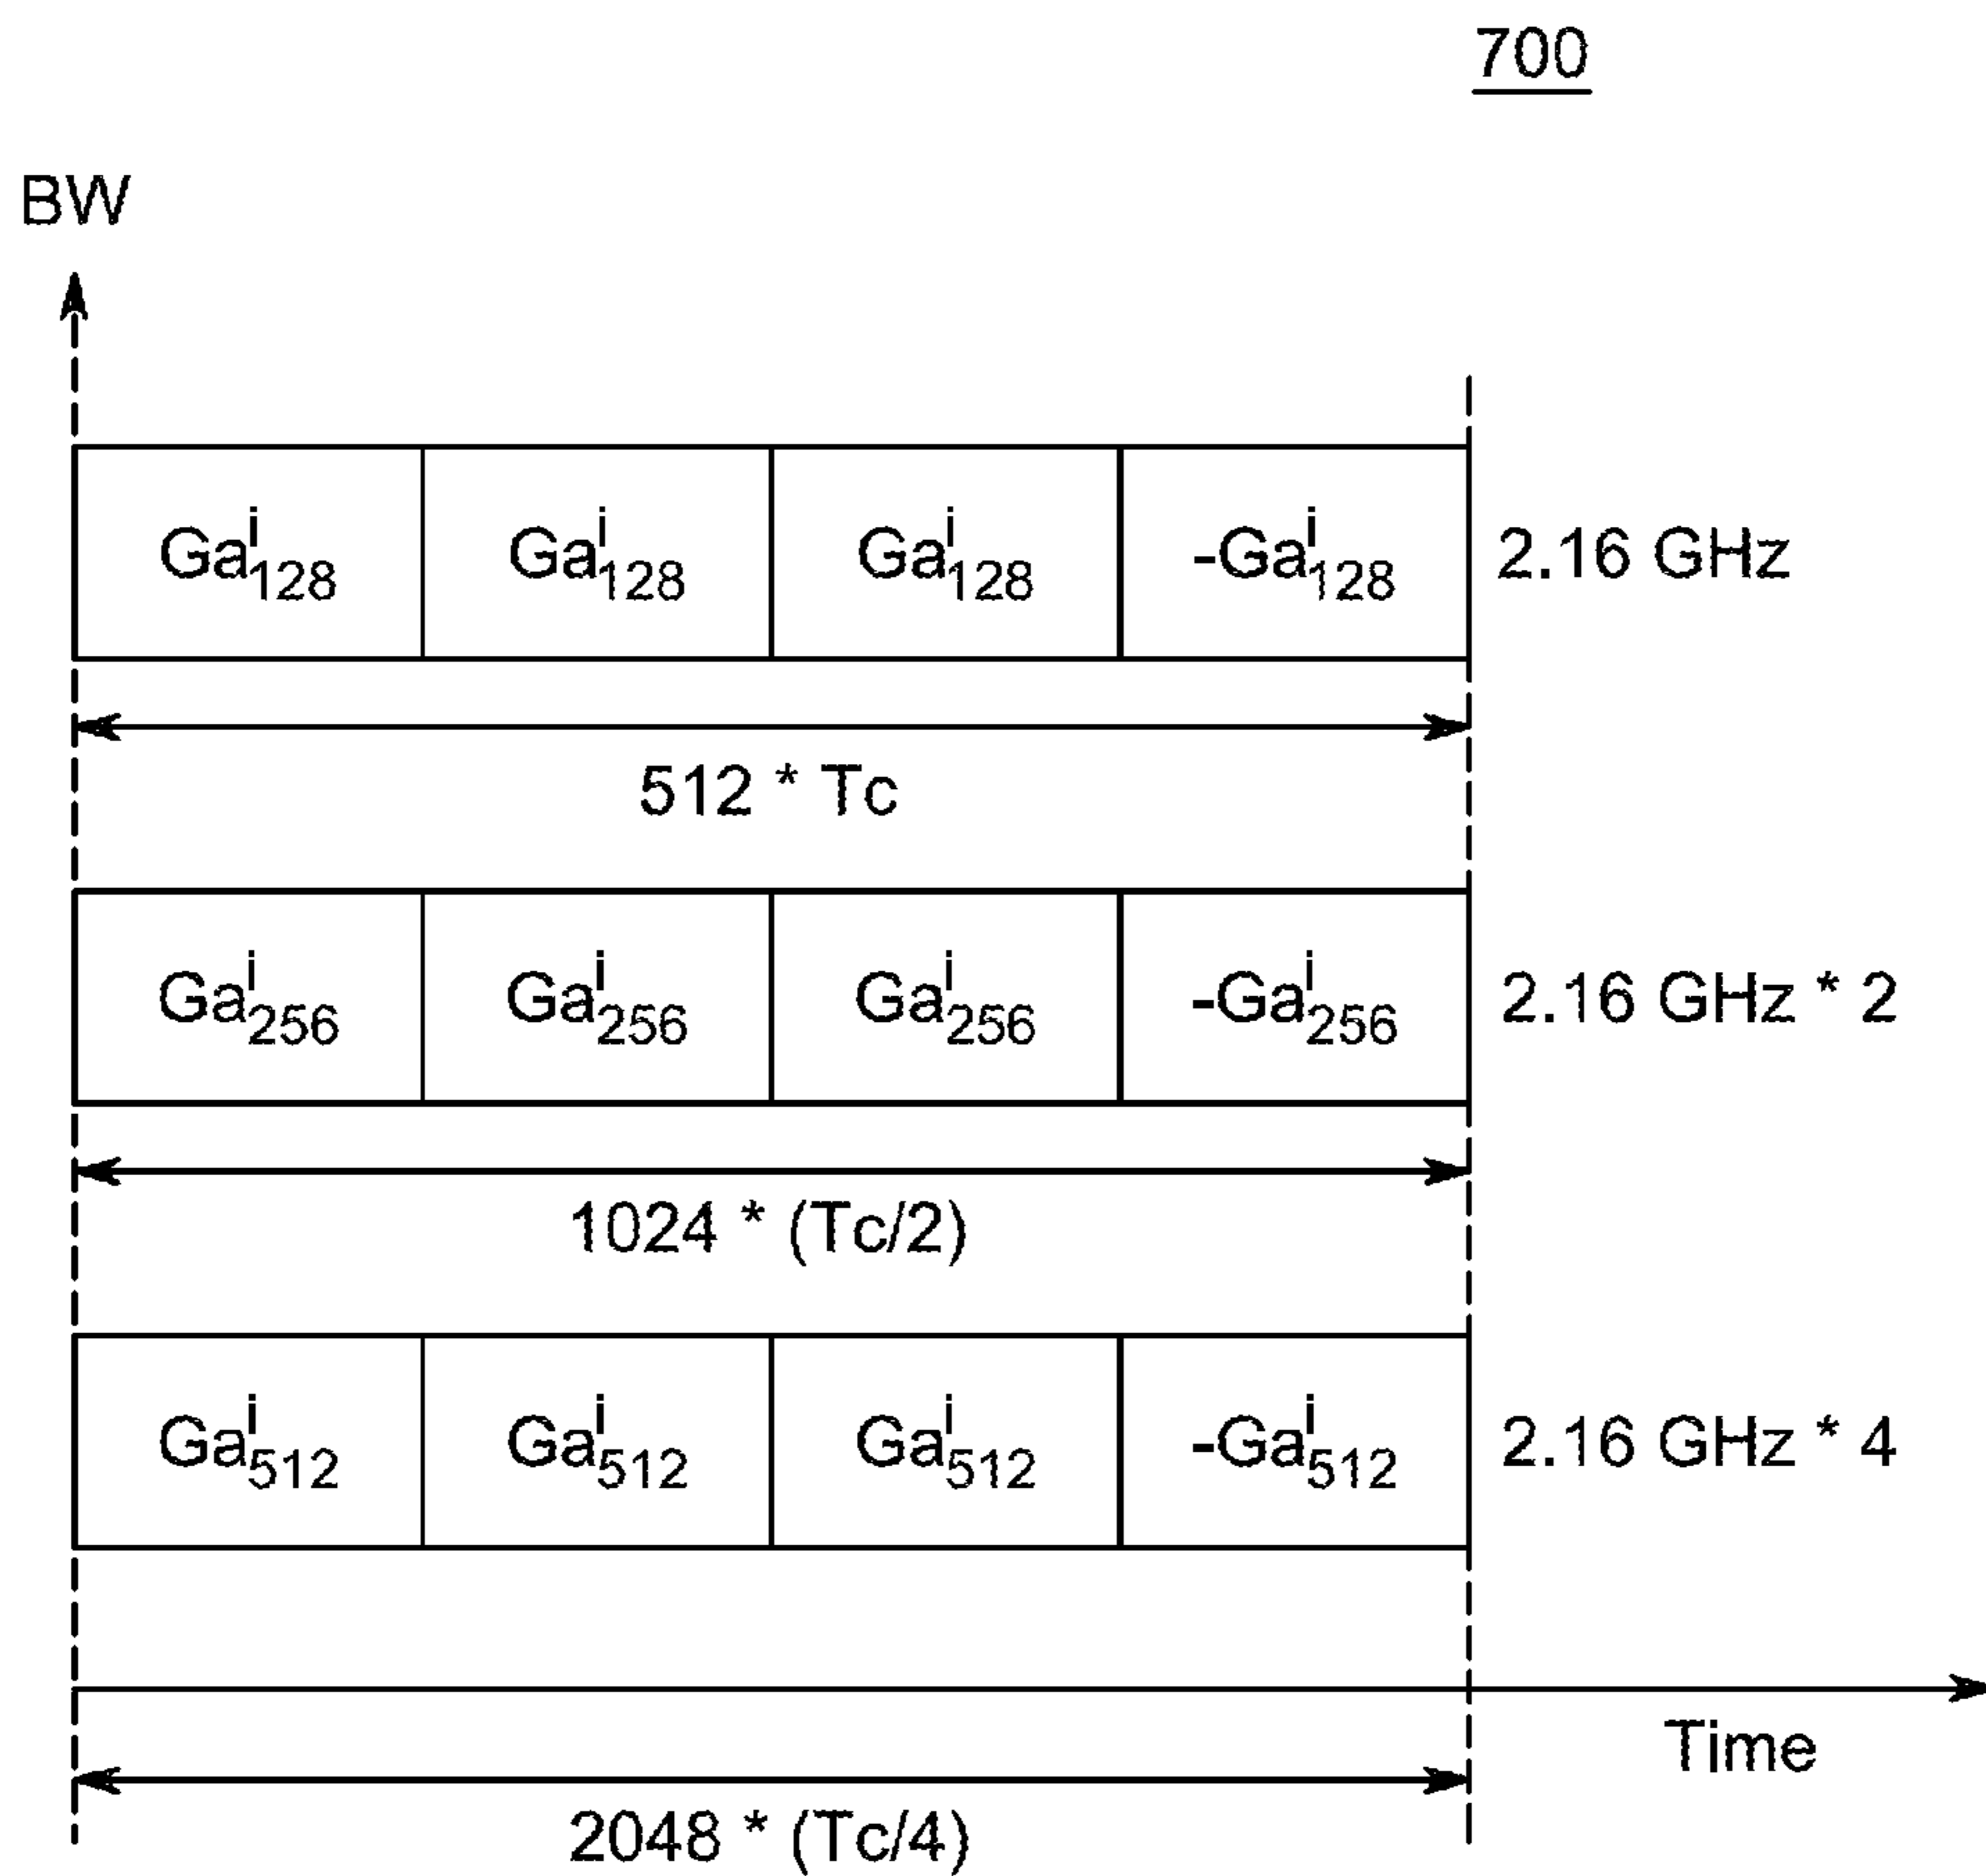 700
BW
Ga^i_128 Ga^i_128 Ga^i_128 -Ga^i_128 2.16 GHz
512 * Tc
Ga^i_256 Ga^i_256 Ga^i_256 -Ga^i_256 2.16 GHz * 2
1024 * (Tc/2)
Ga^i_512 Ga^i_512 Ga^i_512 -Ga^i_512 2.16 GHz * 4
Time
2048 * (Tc/4)